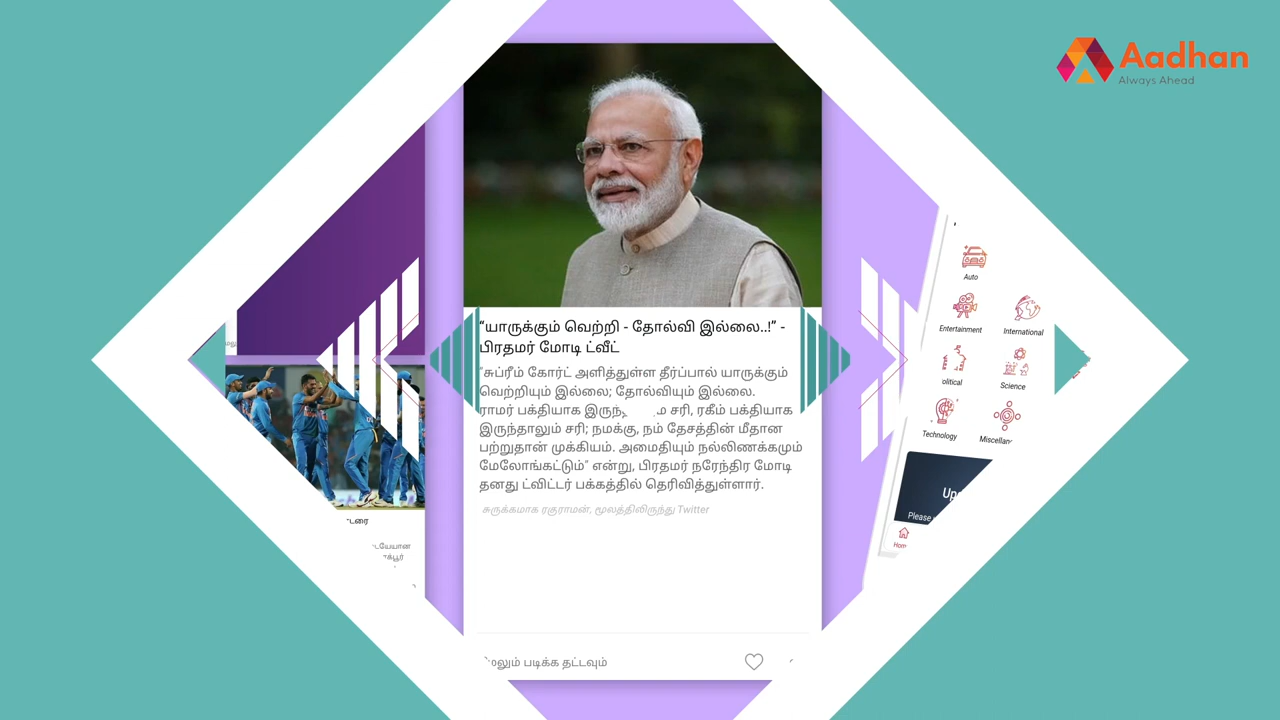 Aadhan
Always Ahead
“யாருக்கும் வெற்றி - தோல்வி இல்லை..!” -
பிரதமர் மோடி ட்வீட்
"சுப்ரீம் கோர்ட் அளித்துள்ள தீர்ப்பால் யாருக்கும்
வெற்றியும் இல்லை; தோல்வியும் இல்லை.
ராமர் பக்தியாக சரி, ரகீம் பக்தியாக
இருந்தாலும் சரி; நமக்கு, நம் தேசத்தின் மீதான
பற்றுதான் முக்கியம். அமைதியும் நல்லிணக்கமும்
மேலோங்கட்டும்" என்று, பிரதமர் நரேந்திர மோடி
தனது ட்விட்டர் பக்கத்தில் தெரிவித்துள்ளார்.
சுருக்கமாக ரகுராமன், மூலத்திலிருந்து Twitter
படிக்க தட்டவும்
Auto
Entertainment International
Science
Technology
Please